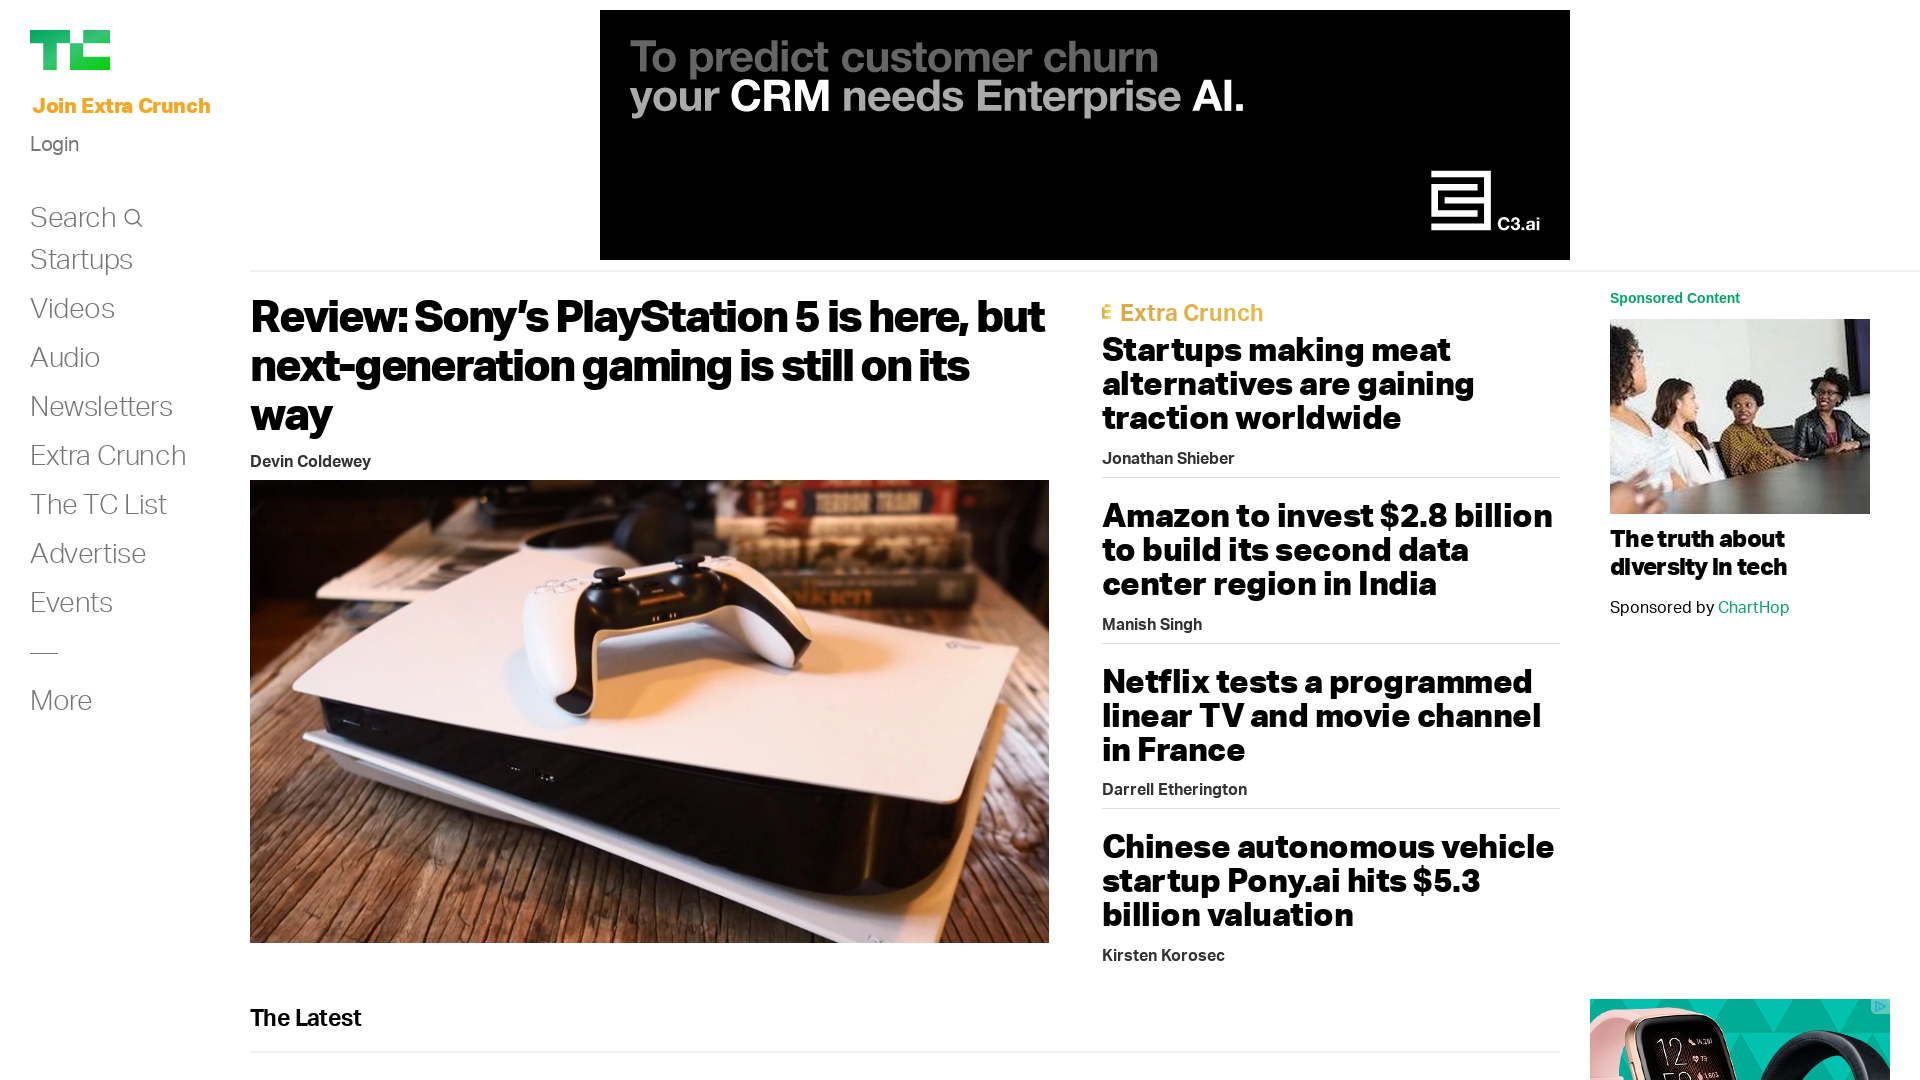 TC
Join Extra Crunch
Login
Search
Startups
Videos
Audio
Newsletters
Extra Crunch
The TC List
Advertise
Events
—
More
To predict customer churn
your CRM needs Enterprise AI.
C3.ai
Review: Sony’s PlayStation 5 is here, but
next-generation gaming is still on its
way
Devin Coldewey
TERROR TRAIN
Extra Crunch
Startups making meat
alternatives are gaining
traction worldwide
Jonathan Shieber
Amazon to invest $2.8 billion
to build its second data
center region in India
Manish Singh
Netflix tests a programmed
linear TV and movie channel
in France
Darrell Etherington
Chinese autonomous vehicle
startup Pony.ai hits $5.3
billion valuation
Kirsten Korosec
Sponsored Content
The truth about
diversity in tech
Sponsored by ChartHop
The Latest